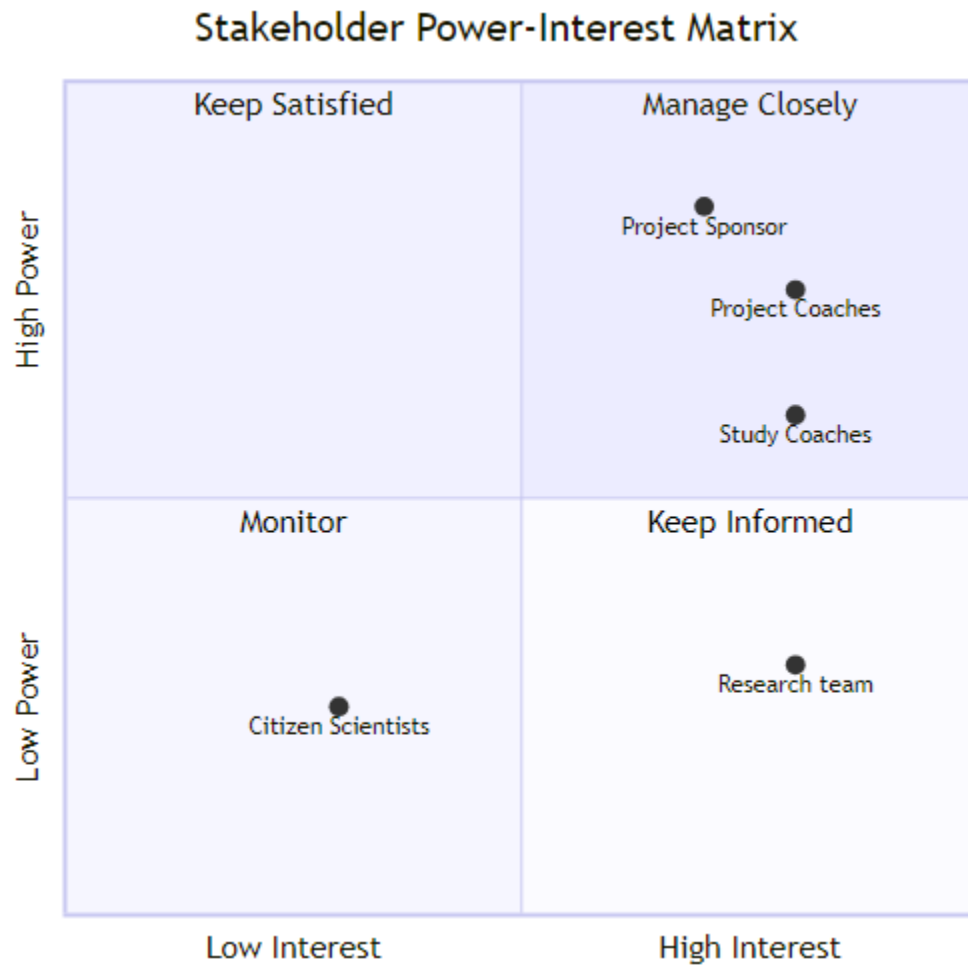 Stakeholder Power-Interest Matrix
Keep Satisfied
Manage Closely
High Power
Project Sponsor
Project Coaches
Study Coaches
Monitor
Keep Informed
Low Power
Research team
Citizen Scientists
Low Interest
High Interest